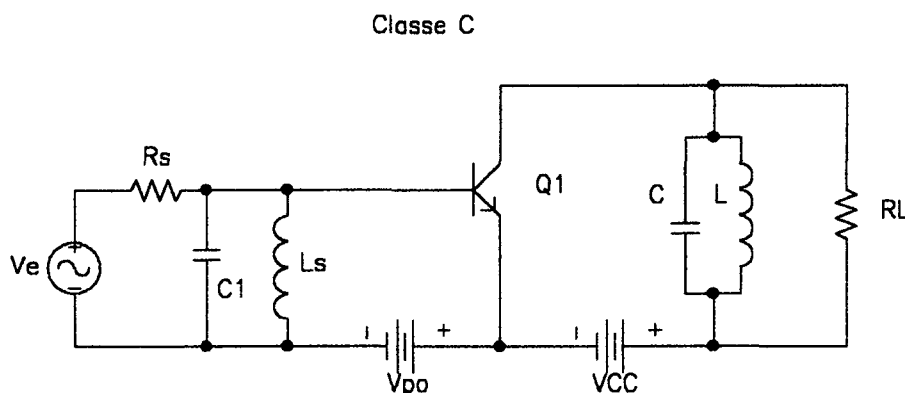 Classe C
Rs
Q1
C
L
RL
Ve
C1
Ls
+
-
- +
- +
Vpo
VCC